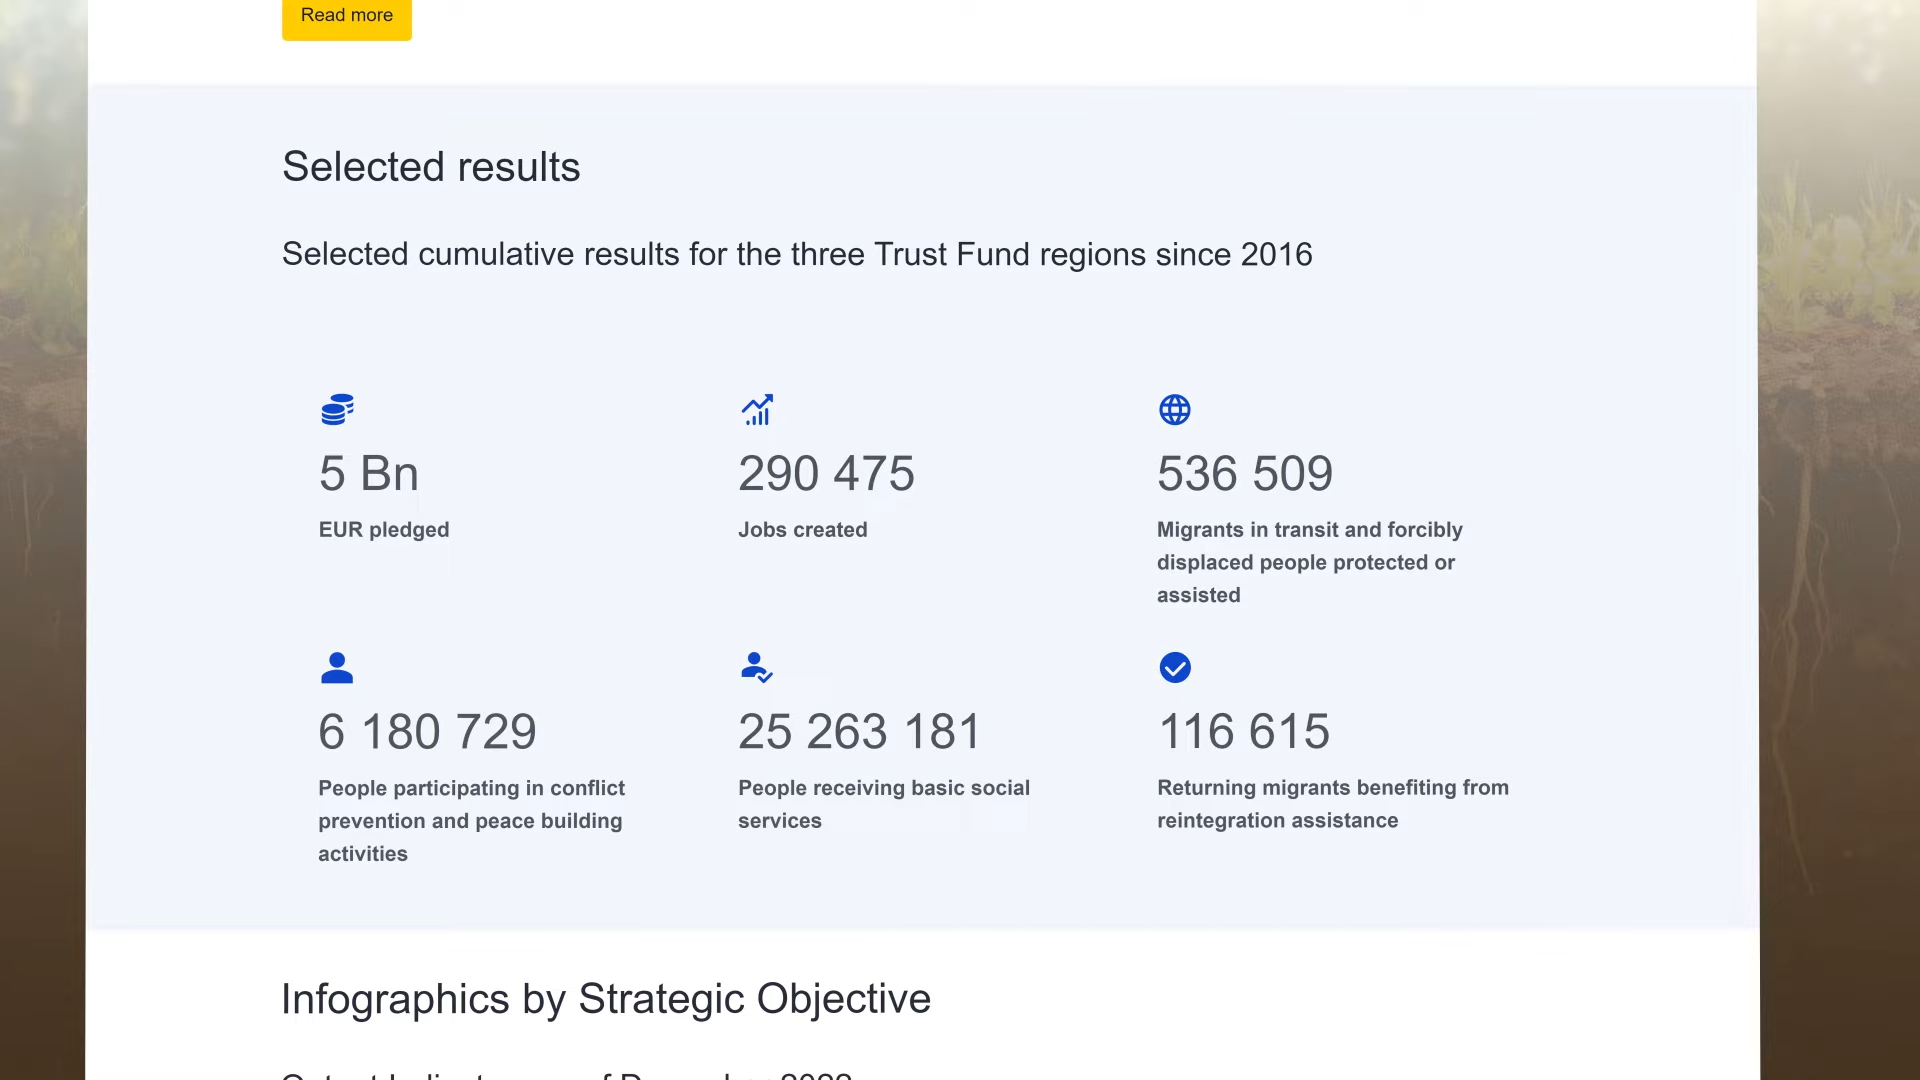 Read more
Selected results
Selected cumulative results for the three Trust Fund regions since 2016
5 Bn
EUR pledged
290 475
Jobs created
536 509
Migrants in transit and forcibly
displaced people protected or
assisted
6 180 729
People participating in conflict
prevention and peace building
activities
25 263 181
People receiving basic social
services
116 615
Returning migrants benefiting from
reintegration assistance
Infographics by Strategic Objective